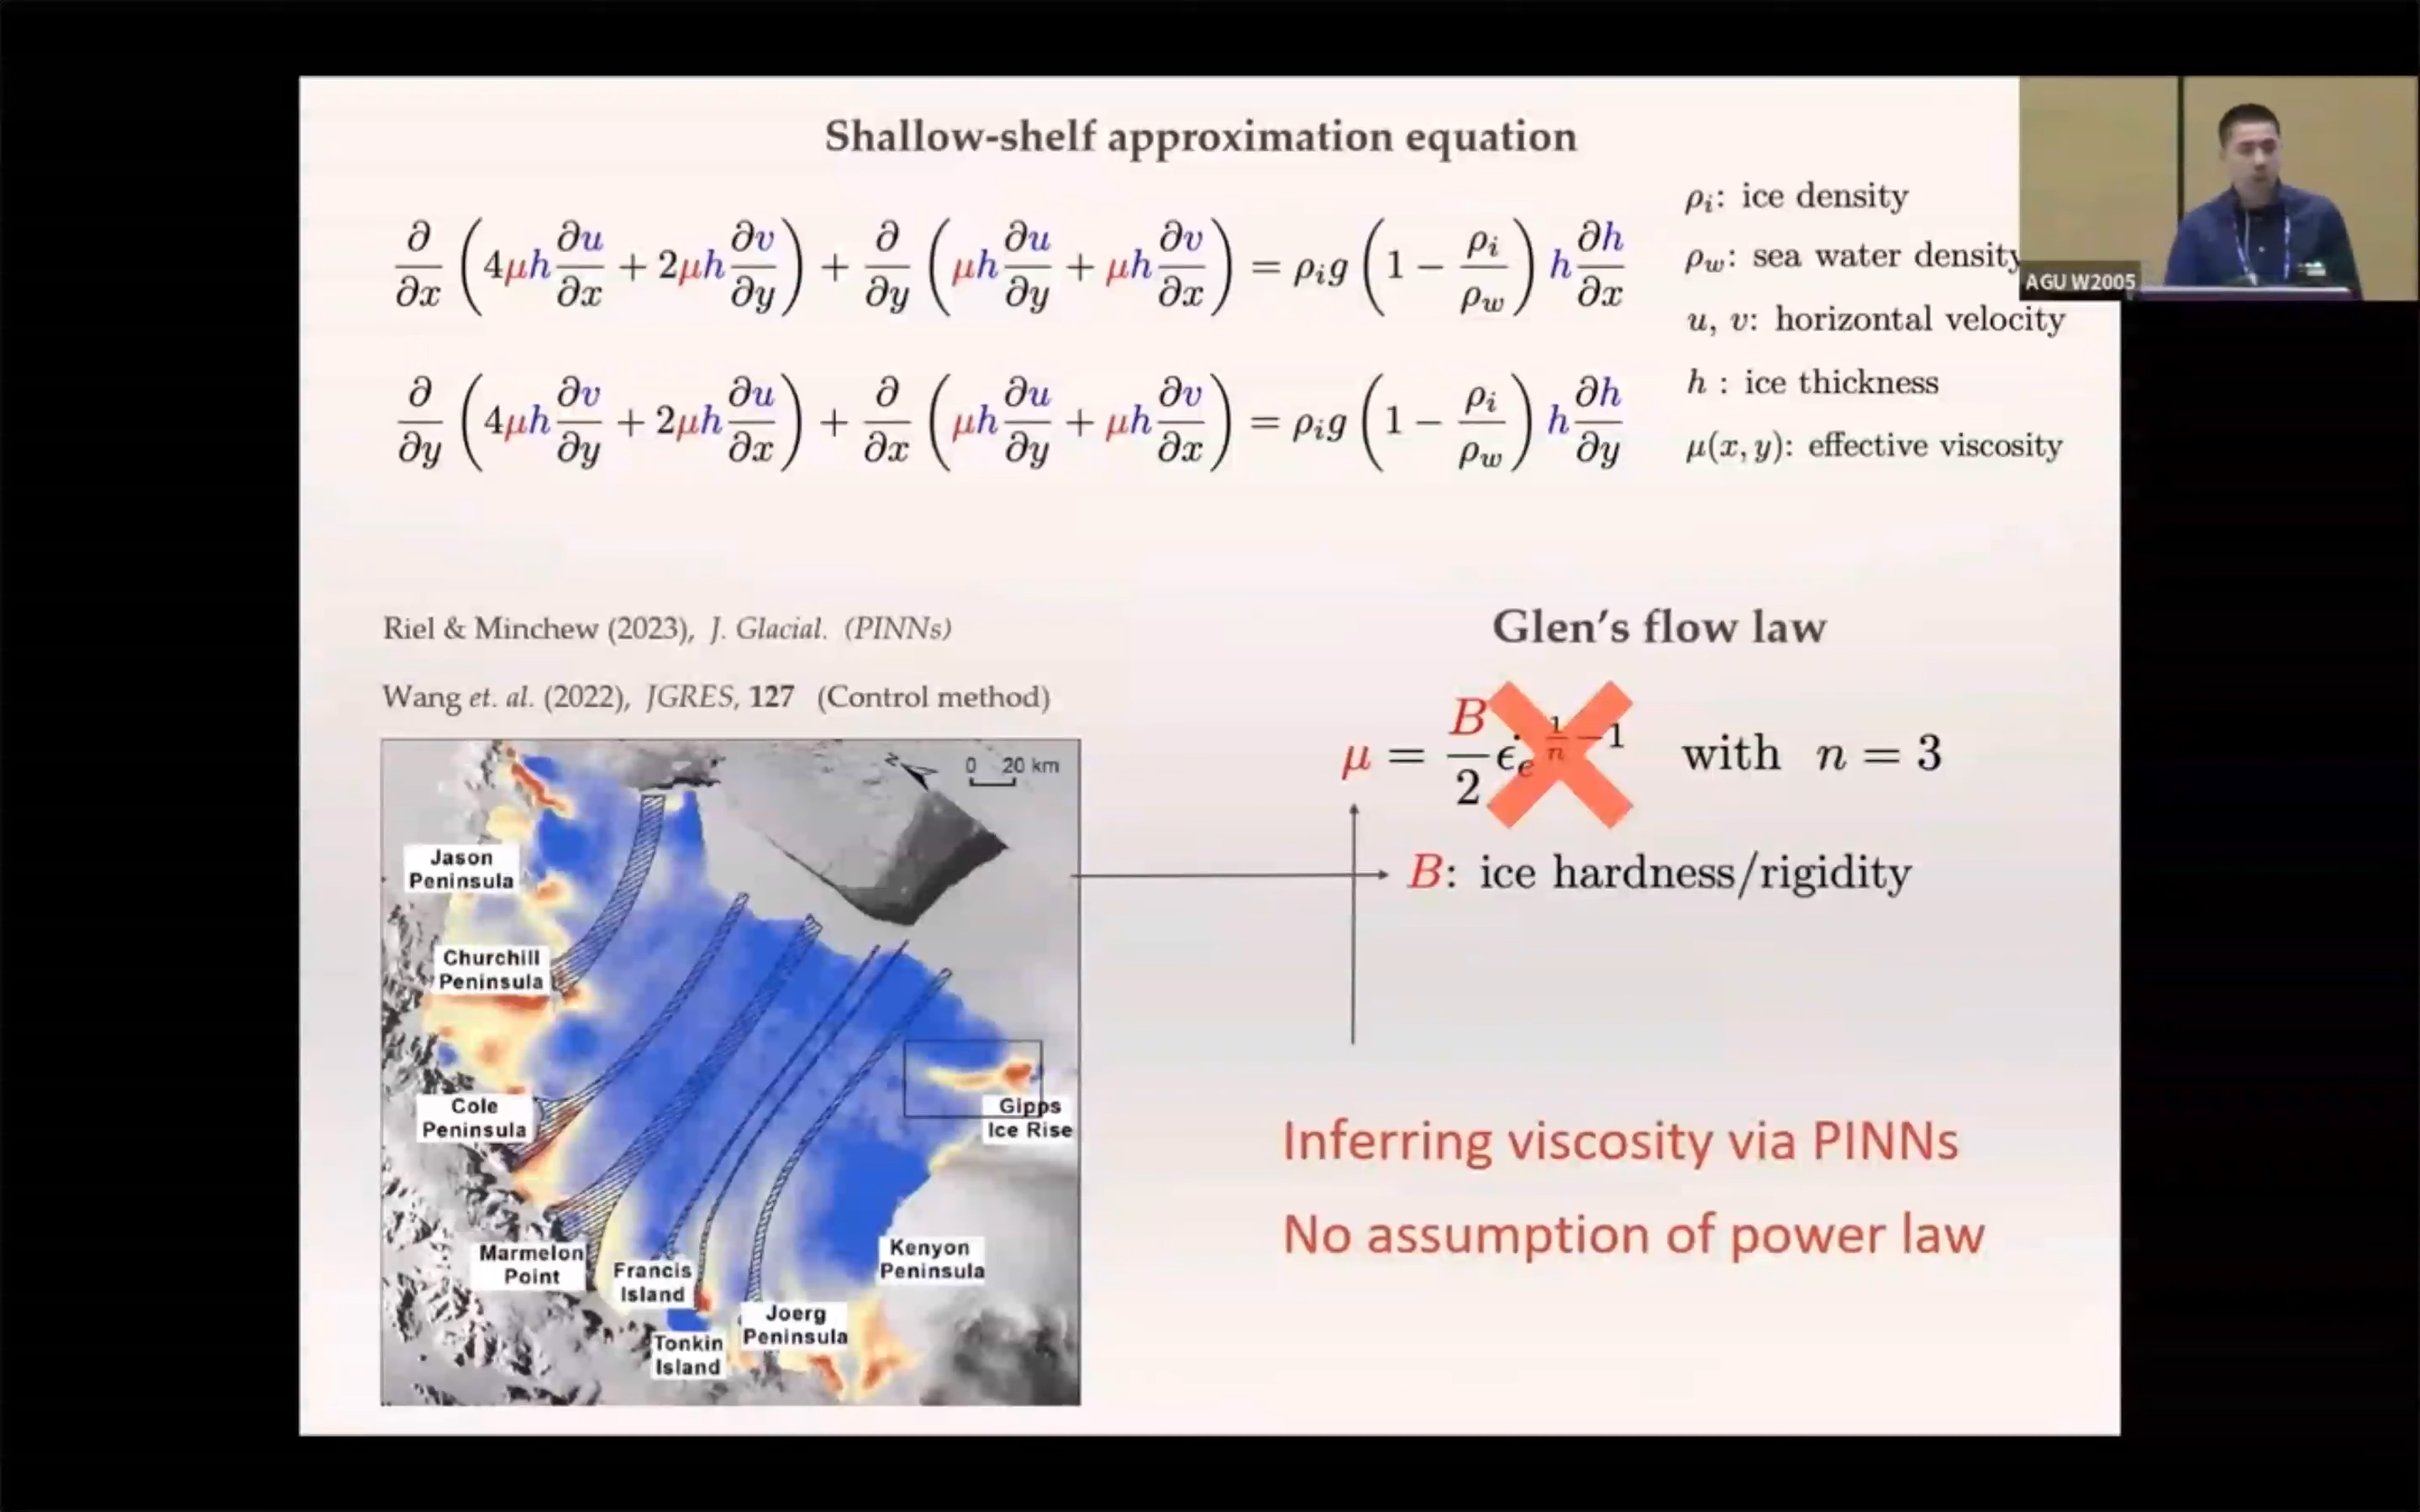 Shallow-shelf approximation equation
∂/∂x (4μh ∂u/∂x + 2μh ∂v/∂y) + ∂/∂y (μh ∂u/∂y + μh ∂v/∂x) = ρ_i g (1 − ρ_i/ρ_w) h ∂h/∂x
∂/∂y (4μh ∂v/∂y + 2μh ∂u/∂x) + ∂/∂x (μh ∂u/∂y + μh ∂v/∂x) = ρ_i g (1 − ρ_i/ρ_w) h ∂h/∂y
ρ_i: ice density
ρ_w: sea water density
u, v: horizontal velocity
h : ice thickness
μ(x, y): effective viscosity
AGU W2005
Riel & Minchew (2023), J. Glacial. (PINNs)
Wang et. al. (2022), JGRES, 127 (Control method)
N
0 20 km
Jason
Peninsula
Churchill
Peninsula
Cole
Peninsula
Gipps
Ice Rise
Marmelon
Point
Francis
Island
Kenyon
Peninsula
Joerg
Peninsula
Tonkin
Island
Glen's flow law
μ = B/2 ε̇_e^(1/n − 1) with n = 3
B: ice hardness/rigidity
Inferring viscosity via PINNs
No assumption of power law